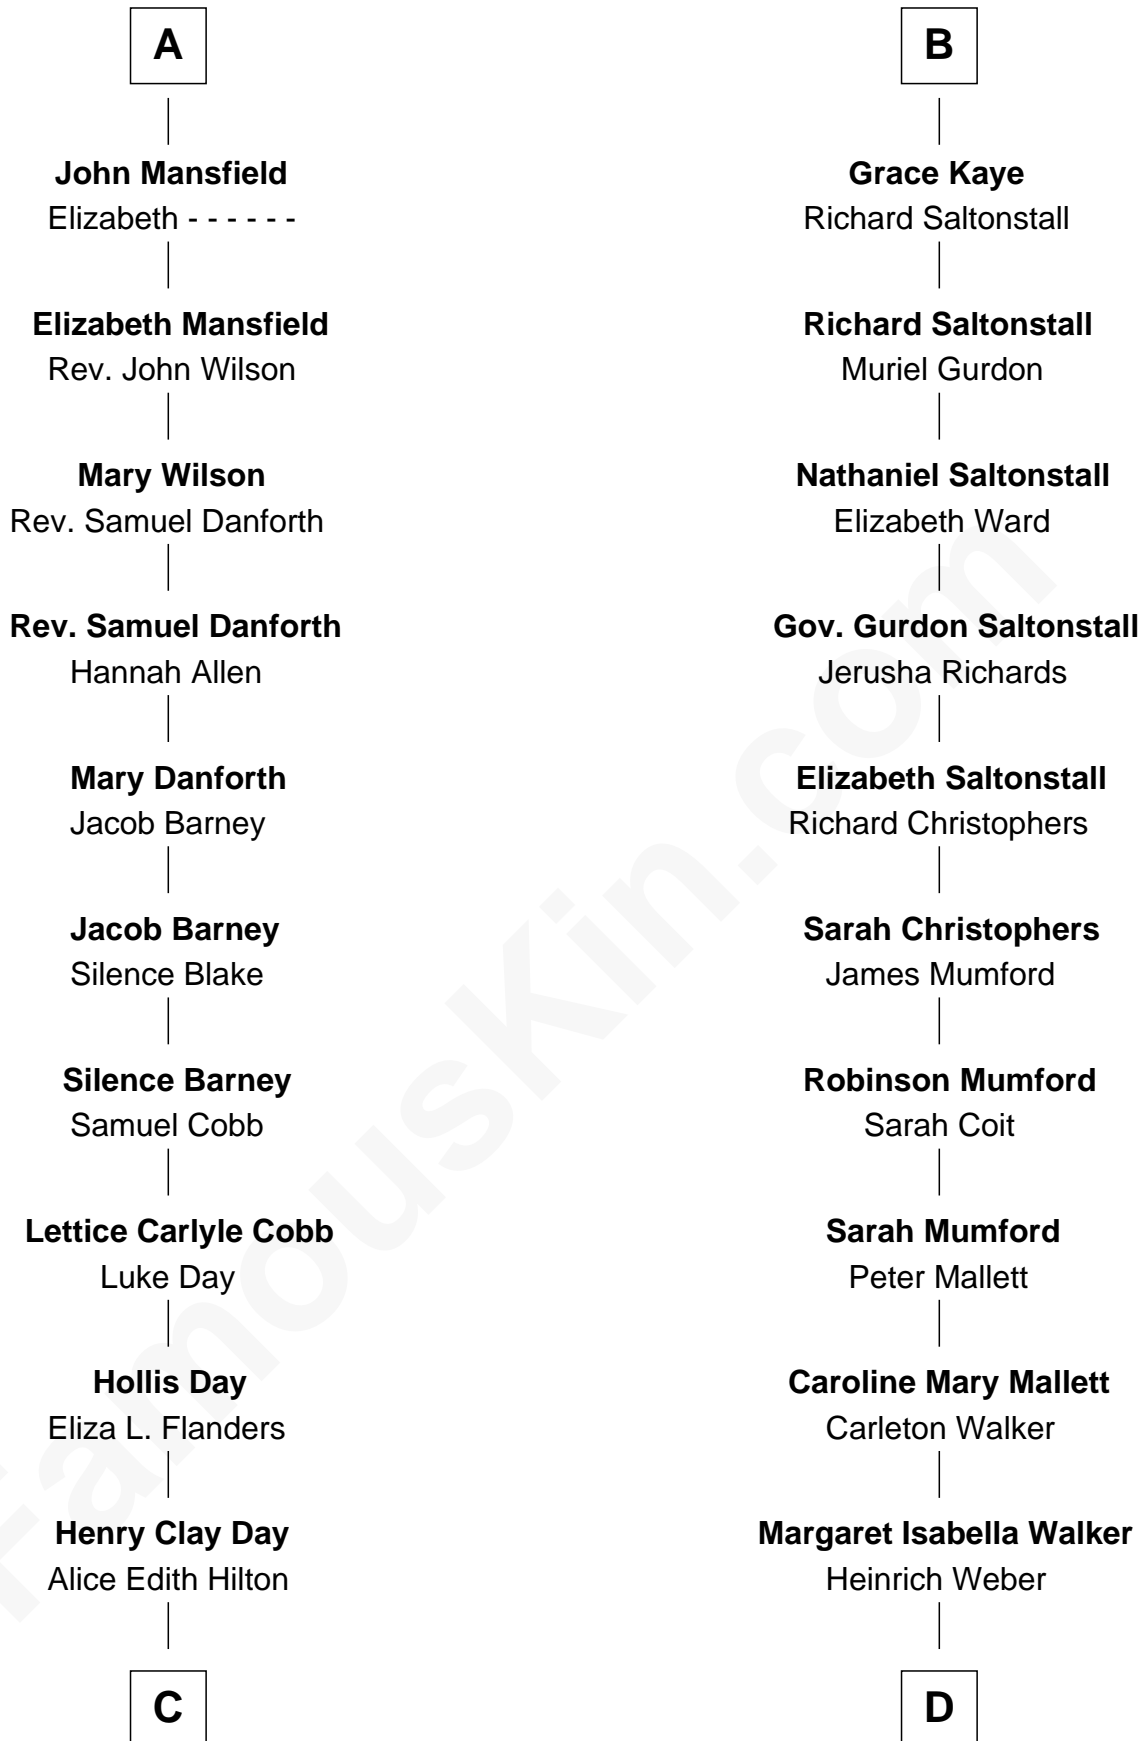 A
John Mansfield
Elizabeth - - - - - -
Elizabeth Mansfield
Rev. John Wilson
Mary Wilson
Rev. Samuel Danforth
Rev. Samuel Danforth
Hannah Allen
Mary Danforth
Jacob Barney
Jacob Barney
Silence Blake
Silence Barney
Samuel Cobb
Lettice Carlyle Cobb
Luke Day
Hollis Day
Eliza L. Flanders
Henry Clay Day
Alice Edith Hilton
C
B
Grace Kaye
Richard Saltonstall
Richard Saltonstall
Muriel Gurdon
Nathaniel Saltonstall
Elizabeth Ward
Gov. Gurdon Saltonstall
Jerusha Richards
Elizabeth Saltonstall
Richard Christophers
Sarah Christophers
James Mumford
Robinson Mumford
Sarah Coit
Sarah Mumford
Peter Mallett
Caroline Mary Mallett
Carleton Walker
Margaret Isabella Walker
Heinrich Weber
D
FamousKin.com